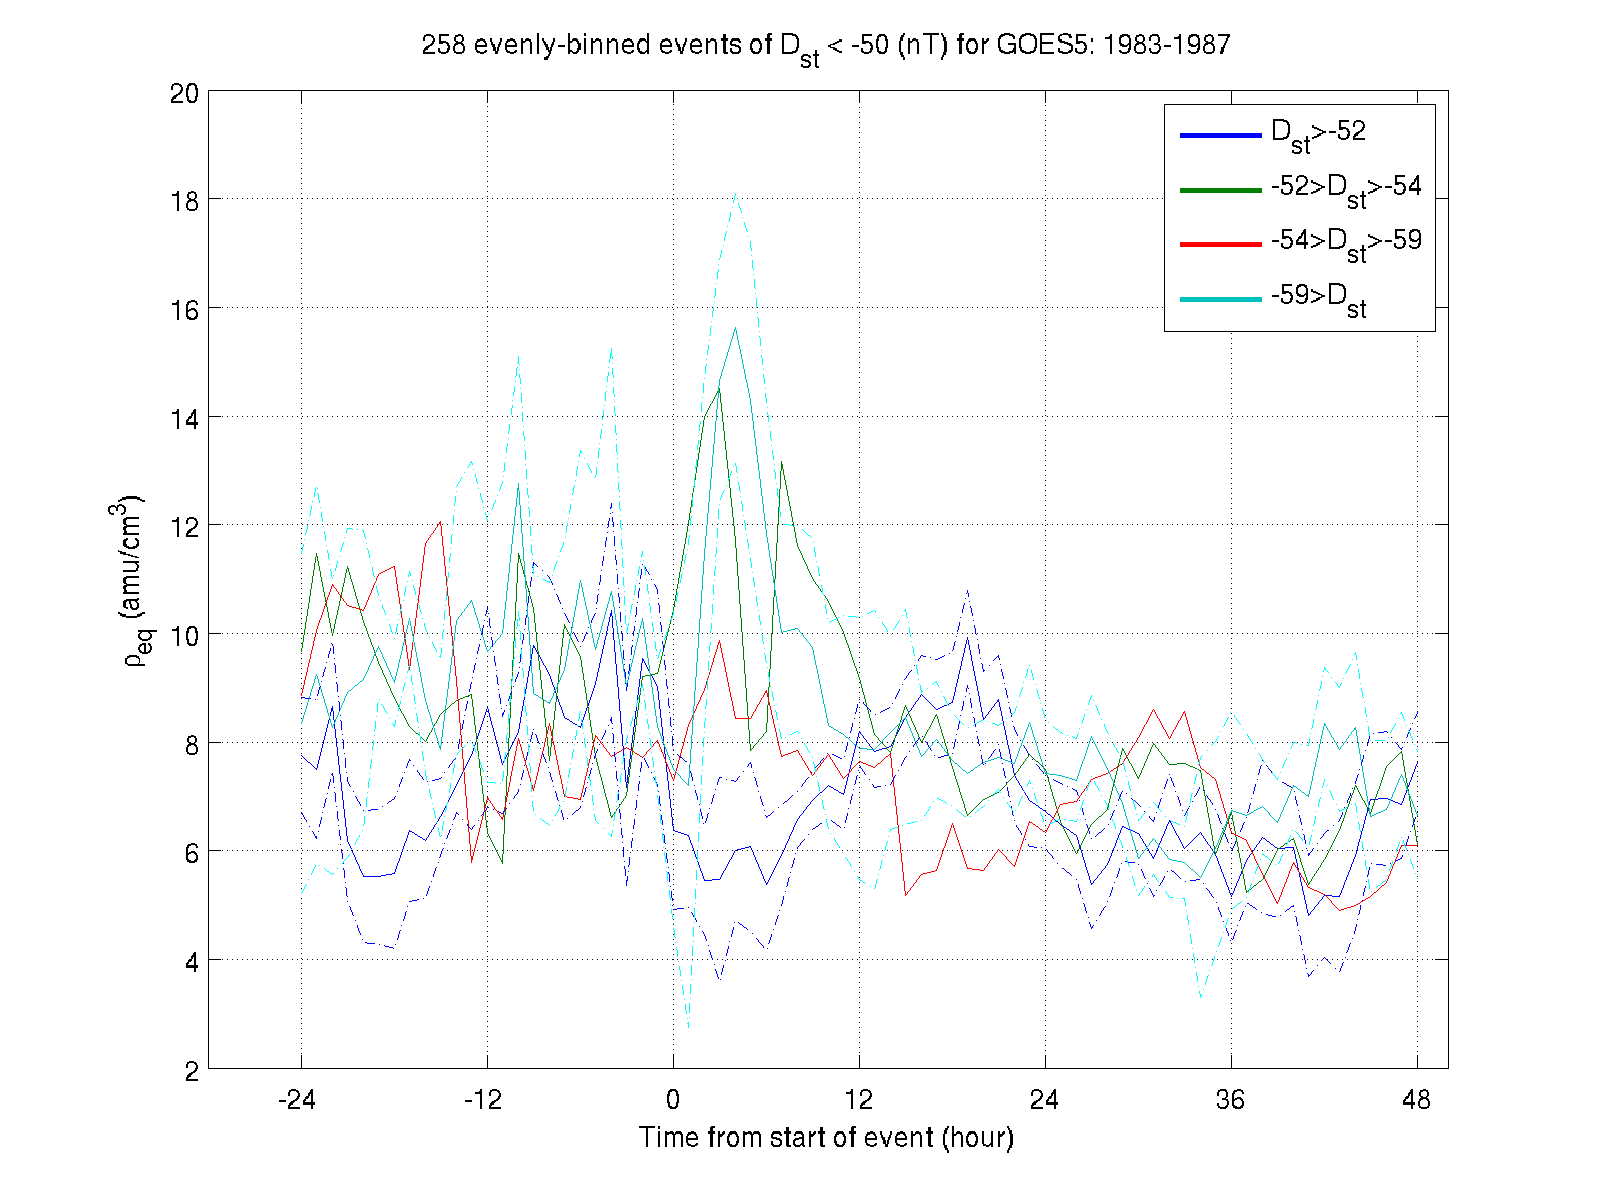 258 evenly-binned events of D_st < -50 (nT) for GOES5: 1983-1987
20
18
16
14
12
10
8
6
4
2
ρ_eq (amu/cm^3)
D_st>-52
-52>D_st>-54
-54>D_st>-59
-59>D_st
-24 -12 0 12 24 36 48
Time from start of event (hour)